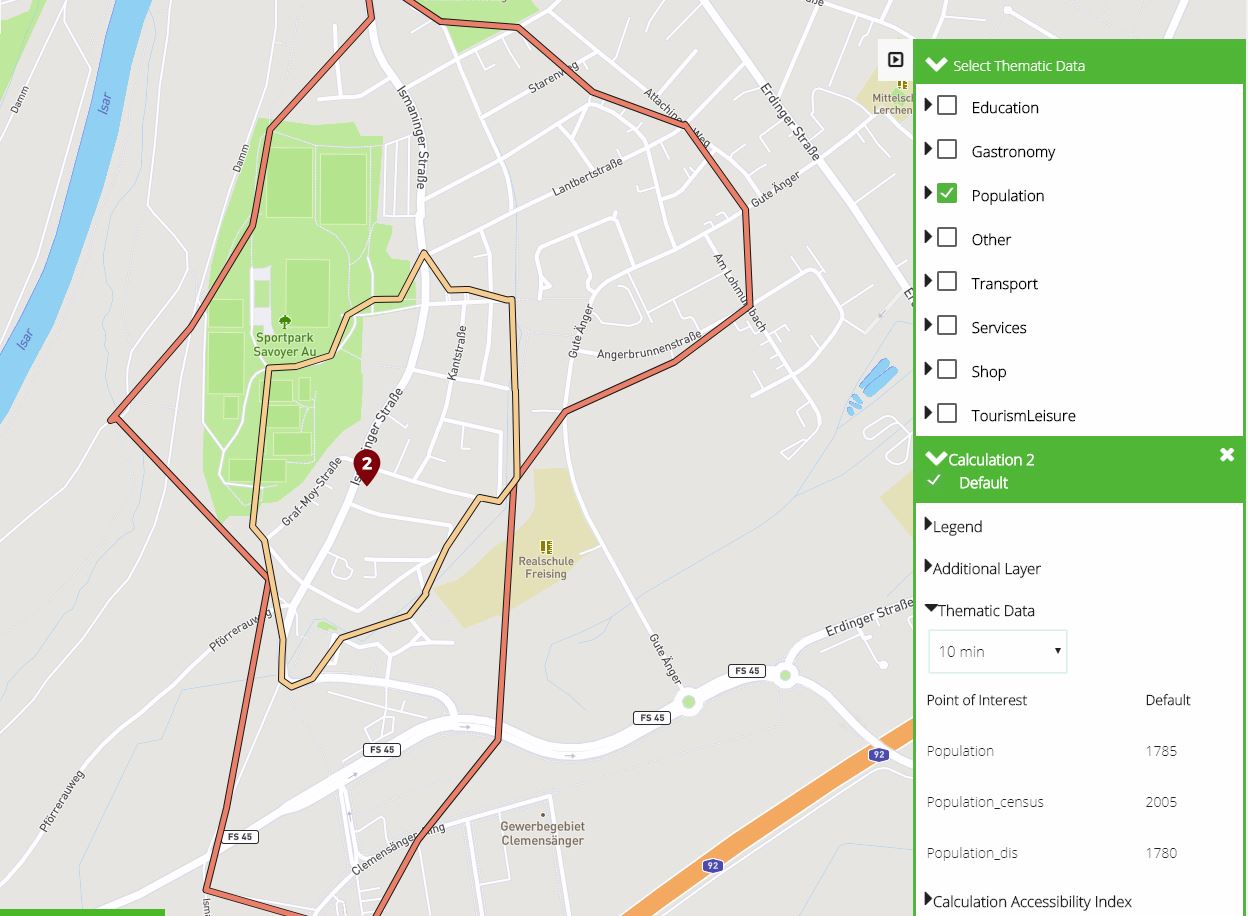 Damm
Isar
Isar
Damm
Ismaninger Straße
Starenweg
Attachinger Weg
Erdinger Straße
Mittelsch
Lerchen
Lantbertstraße
Gute Änger
Am Lohmühlbach
Gute Änger
Angerbrunnenstraße
Kantstraße
Sportpark
Savoyer Au
Ismaninger Straße
2
Graf-Moy-Straße
Realschule
Freising
Pförrerauweg
Gute Änger
Erdinger Straße
FS 45
FS 45
FS 45
92
Pförrerauweg
FS 45
Gewerbegebiet
Clemensänger
Clemensänger Ring
92
Isma
Select Thematic Data
Education
Gastronomy
Population
Other
Transport
Services
Shop
TourismLeisure
Calculation 2
Default
Legend
Additional Layer
Thematic Data
10 min
Point of Interest Default
Population 1785
Population_census 2005
Population_dis 1780
Calculation Accessibility Index